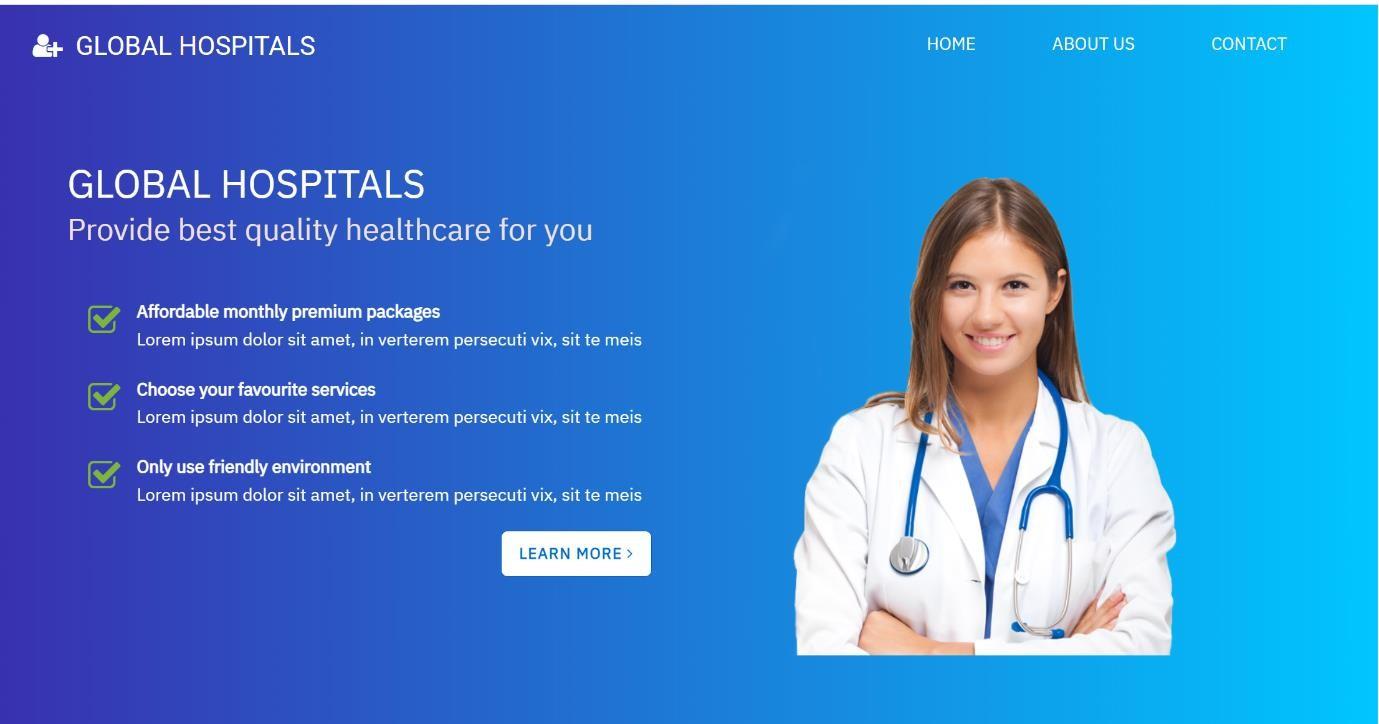 GLOBAL HOSPITALS
HOME ABOUT US CONTACT
GLOBAL HOSPITALS
Provide best quality healthcare for you
Affordable monthly premium packages
Lorem ipsum dolor sit amet, in verterem persecuti vix, sit te meis
Choose your favourite services
Lorem ipsum dolor sit amet, in verterem persecuti vix, sit te meis
Only use friendly environment
Lorem ipsum dolor sit amet, in verterem persecuti vix, sit te meis
LEARN MORE >